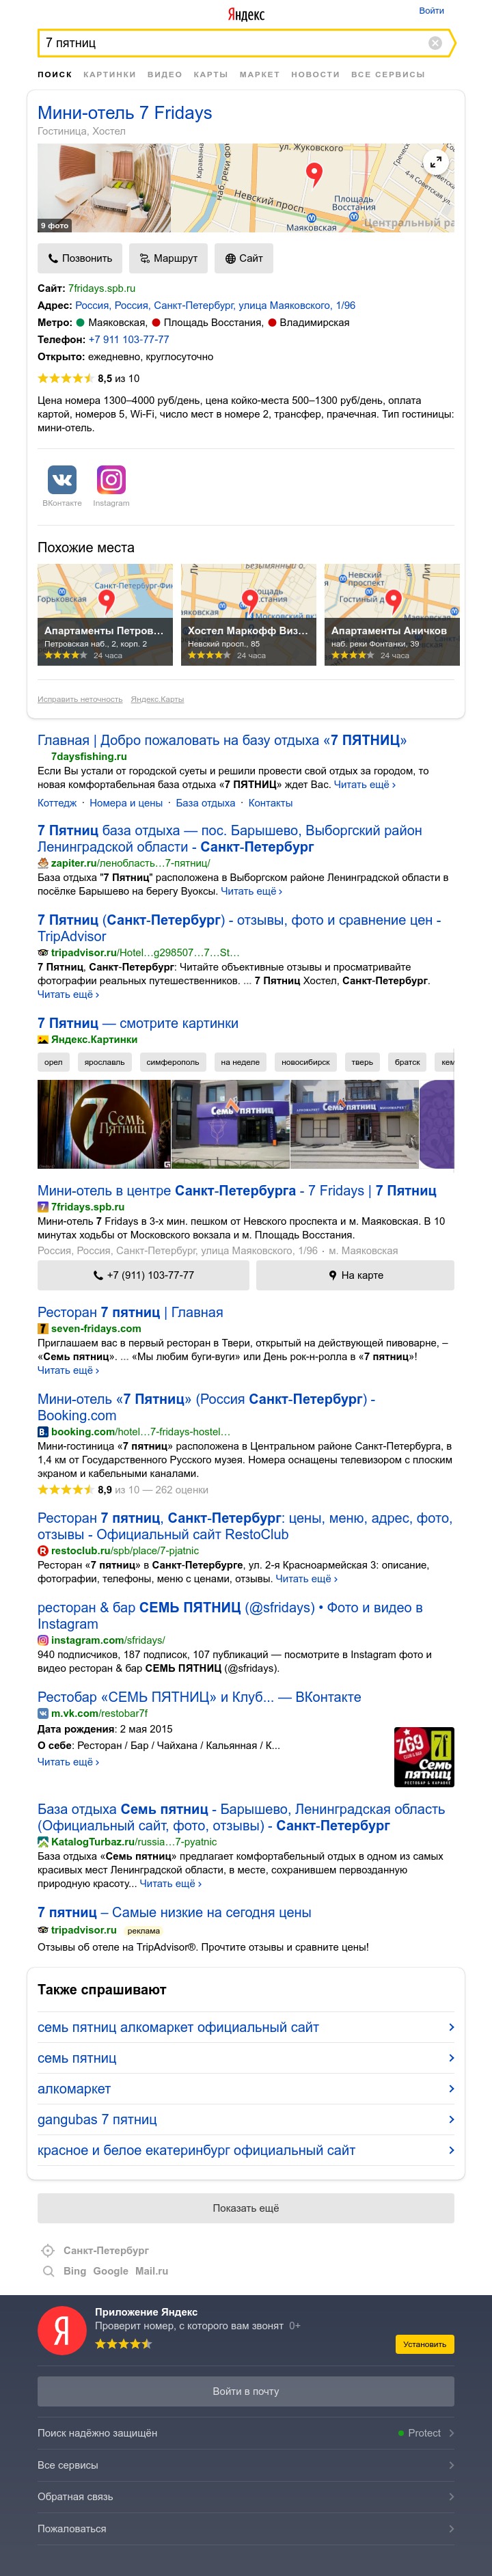 Яндекс
Войти
7 пятниц
ПОИСК КАРТИНКИ ВИДЕО КАРТЫ МАРКЕТ НОВОСТИ ВСЕ СЕРВИСЫ
Мини-отель 7 Fridays
Гостиница, Хостел
9 фото
ул. Жуковского
Невский просп.
Площадь
Восстания
Маяковская
4-я Советская ул.
Позвонить
Маршрут
Сайт
Сайт: 7fridays.spb.ru
Адрес: Россия, Россия, Санкт-Петербург, улица Маяковского, 1/96
Метро: Маяковская, Площадь Восстания, Владимирская
Телефон: +7 911 103-77-77
Открыто: ежедневно, круглосуточно
8,5 из 10
Цена номера 1300–4000 руб/день, цена койко-места 500–1300 руб/день, оплата
картой, номеров 5, Wi-Fi, число мест в номере 2, трансфер, прачечная. Тип гостиницы:
мини-отель.
ВКонтакте
Instagram
Похожие места
Апартаменты Петров...
Петровская наб., 2, корп. 2
24 часа
Хостел Маркофф Виз...
Невский просп., 85
24 часа
Апартаменты Аничков
наб. реки Фонтанки, 39
24 часа
Исправить неточность Яндекс.Карты
Главная | Добро пожаловать на базу отдыха «7 ПЯТНИЦ»
7daysfishing.ru
Если Вы устали от городской суеты и решили провести свой отдых за городом, то
новая комфортабельная база отдыха «7 ПЯТНИЦ» ждет Вас. Читать ещё ›
Коттедж · Номера и цены · База отдыха · Контакты
7 Пятниц база отдыха — пос. Барышево, Выборгский район
Ленинградской области - Санкт-Петербург
zapiter.ru/ленобласть…7-пятниц/
База отдыха "7 Пятниц" расположена в Выборгском районе Ленинградской области в
посёлке Барышево на берегу Вуоксы. Читать ещё ›
7 Пятниц (Санкт-Петербург) - отзывы, фото и сравнение цен -
TripAdvisor
tripadvisor.ru/Hotel…g298507…7…St…
7 Пятниц, Санкт-Петербург: Читайте объективные отзывы и просматривайте
фотографии реальных путешественников. ... 7 Пятниц Хостел, Санкт-Петербург.
Читать ещё ›
7 Пятниц — смотрите картинки
Яндекс.Картинки
орел ярославль симферополь на неделе новосибирск тверь братск кем
7 Семь Пятниц
Семь пятниц
Семь пятниц
Мини-отель в центре Санкт-Петербурга - 7 Fridays | 7 Пятниц
7fridays.spb.ru
Мини-отель 7 Fridays в 3-х мин. пешком от Невского проспекта и м. Маяковская. В 10
минутах ходьбы от Московского вокзала и м. Площадь Восстания.
Россия, Россия, Санкт-Петербург, улица Маяковского, 1/96 · м. Маяковская
+7 (911) 103-77-77
На карте
Ресторан 7 пятниц | Главная
seven-fridays.com
Приглашаем вас в первый ресторан в Твери, открытый на действующей пивоварне, –
«Семь пятниц». ... «Мы любим буги-вуги» или День рок-н-ролла в «7 пятниц»!
Читать ещё ›
Мини-отель «7 Пятниц» (Россия Санкт-Петербург) -
Booking.com
booking.com/hotel…7-fridays-hostel…
Мини-гостиница «7 пятниц» расположена в Центральном районе Санкт-Петербурга, в
1,4 км от Государственного Русского музея. Номера оснащены телевизором с плоским
экраном и кабельными каналами.
8,9 из 10 — 262 оценки
Ресторан 7 пятниц, Санкт-Петербург: цены, меню, адрес, фото,
отзывы - Официальный сайт RestoClub
restoclub.ru/spb/place/7-pjatnic
Ресторан «7 пятниц» в Санкт-Петербурге, ул. 2-я Красноармейская 3: описание,
фотографии, телефоны, меню с ценами, отзывы. Читать ещё ›
ресторан & бар СЕМЬ ПЯТНИЦ (@sfridays) • Фото и видео в
Instagram
instagram.com/sfridays/
940 подписчиков, 187 подписок, 107 публикаций — посмотрите в Instagram фото и
видео ресторан & бар СЕМЬ ПЯТНИЦ (@sfridays).
Рестобар «СЕМЬ ПЯТНИЦ» и Клуб... — ВКонтакте
m.vk.com/restobar7f
Дата рождения: 2 мая 2015
О себе: Ресторан / Бар / Чайхана / Кальянная / К...
Читать ещё ›
Z69
Семь
пятниц
База отдыха Семь пятниц - Барышево, Ленинградская область
(Официальный сайт, фото, отзывы) - Санкт-Петербург
KatalogTurbaz.ru/russia…7-pyatnic
База отдыха «Семь пятниц» предлагает комфортабельный отдых в одном из самых
красивых мест Ленинградской области, в месте, сохранившем первозданную
природную красоту... Читать ещё ›
7 пятниц – Самые низкие на сегодня цены
tripadvisor.ru реклама
Отзывы об отеле на TripAdvisor®. Прочтите отзывы и сравните цены!
Также спрашивают
семь пятниц алкомаркет официальный сайт
семь пятниц
алкомаркет
gangubas 7 пятниц
красное и белое екатеринбург официальный сайт
Показать ещё
Санкт-Петербург
Bing Google Mail.ru
Приложение Яндекс
Проверит номер, с которого вам звонят 0+
Установить
Войти в почту
Поиск надёжно защищён
Protect
Все сервисы
Обратная связь
Пожаловаться